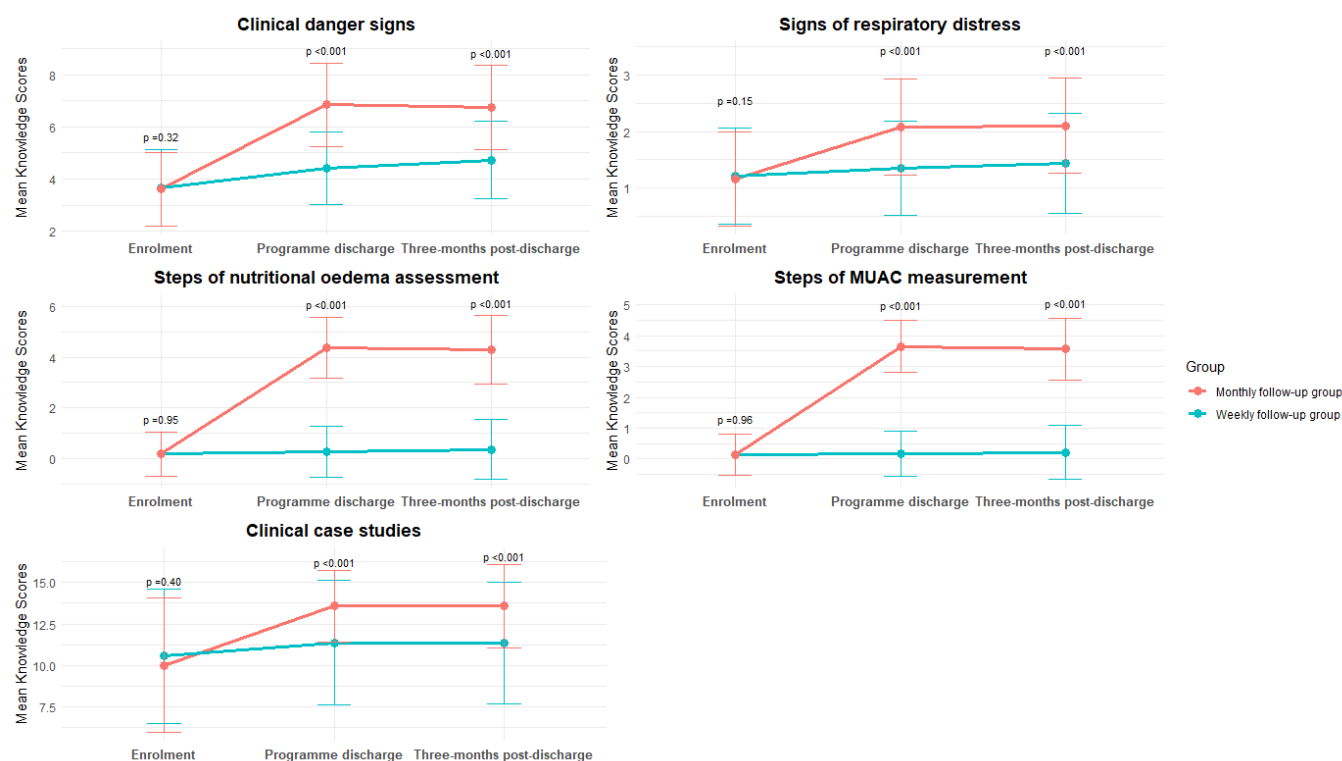 Clinical danger signs
Mean Knowledge Scores
8
6
4
2
p =0.32
p <0.001
p <0.001
Enrolment
Programme discharge
Three-months post-discharge
Signs of respiratory distress
Mean Knowledge Scores
3
2
1
p =0.15
p <0.001
p <0.001
Enrolment
Programme discharge
Three-months post-discharge
Steps of nutritional oedema assessment
Mean Knowledge Scores
6
4
2
0
p =0.95
p <0.001
p <0.001
Enrolment
Programme discharge
Three-months post-discharge
Steps of MUAC measurement
Mean Knowledge Scores
5
4
3
2
1
0
p =0.96
p <0.001
p <0.001
Enrolment
Programme discharge
Three-months post-discharge
Group
Monthly follow-up group
Weekly follow-up group
Clinical case studies
Mean Knowledge Scores
15.0
12.5
10.0
7.5
p =0.40
p <0.001
p <0.001
Enrolment
Programme discharge
Three-months post-discharge